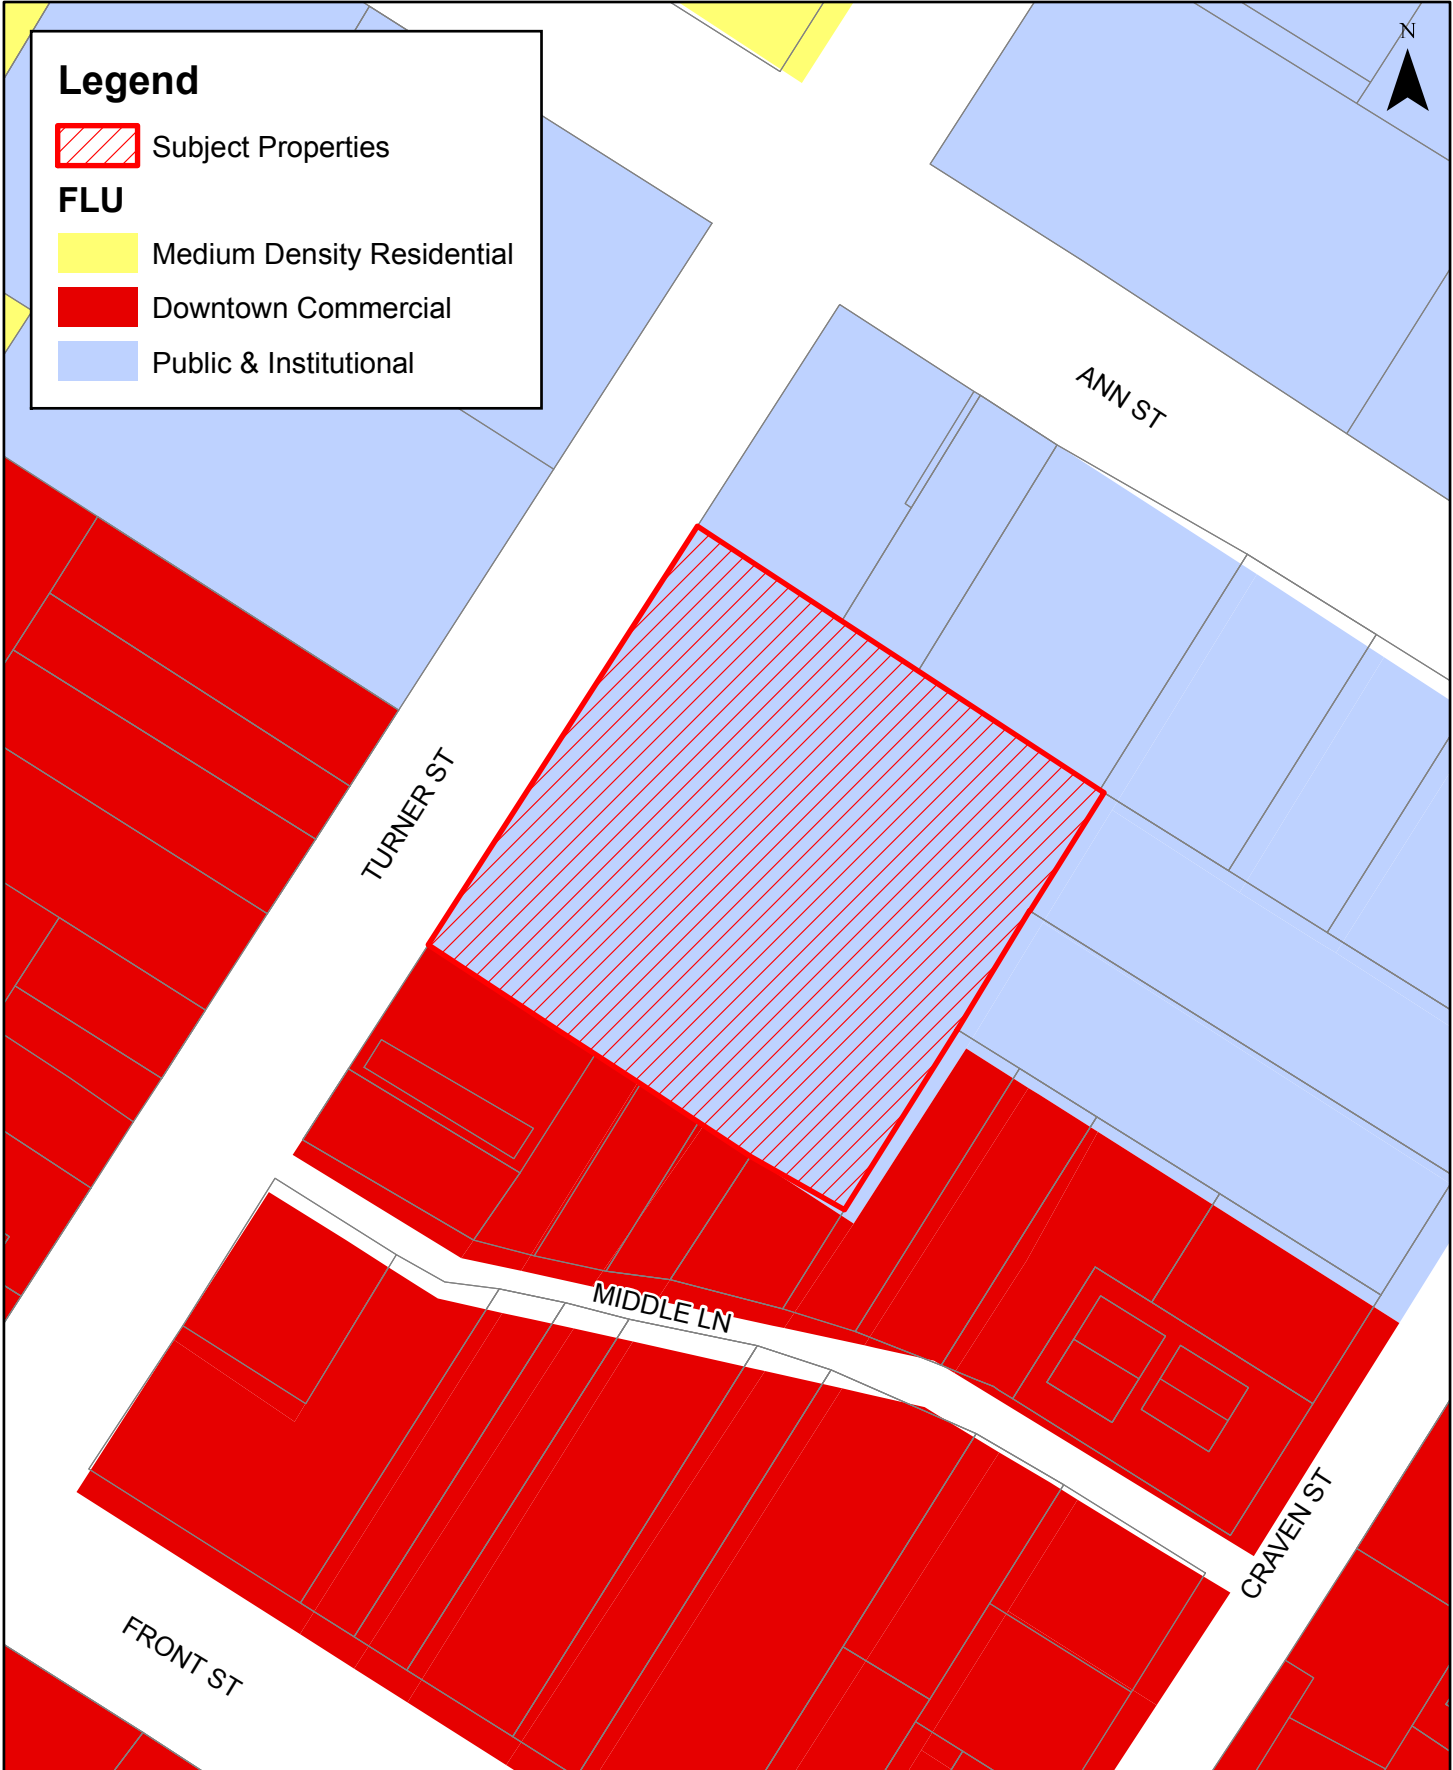 Legend
Subject Properties
FLU
Medium Density Residential
Downtown Commercial
Public & Institutional
N
ANN ST
TURNER ST
MIDDLE LN
CRAVEN ST
FRONT ST